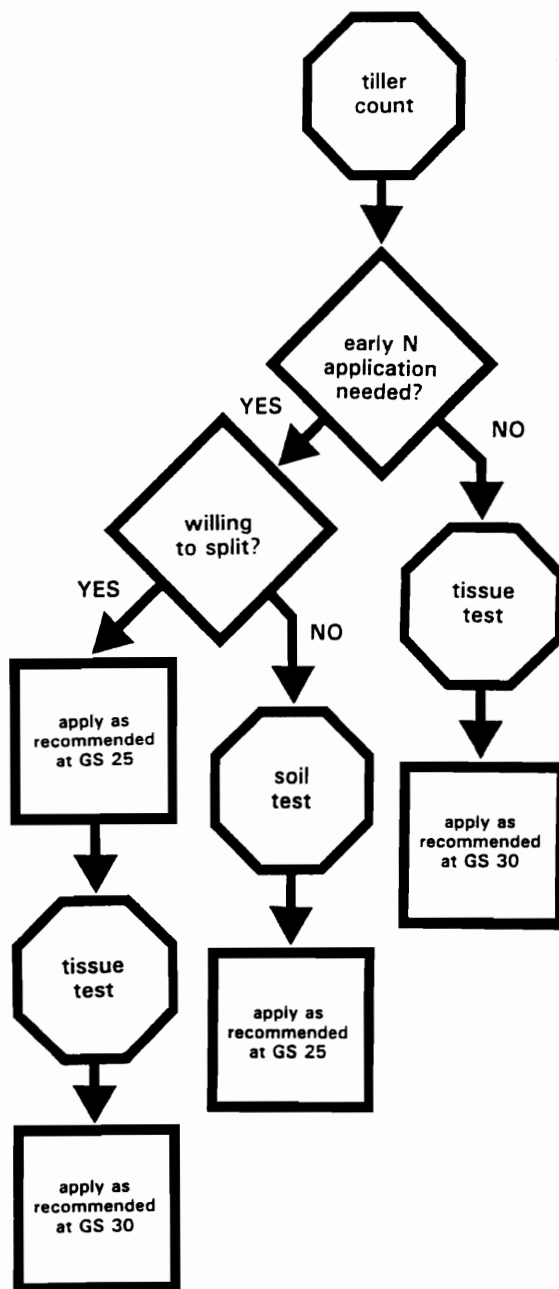 tiller
count
early N
application
needed?
YES
NO
willing
to split?
YES
NO
tissue
test
apply as
recommended
at GS 25
soil
test
apply as
recommended
at GS 30
tissue
test
apply as
recommended
at GS 25
apply as
recommended
at GS 30